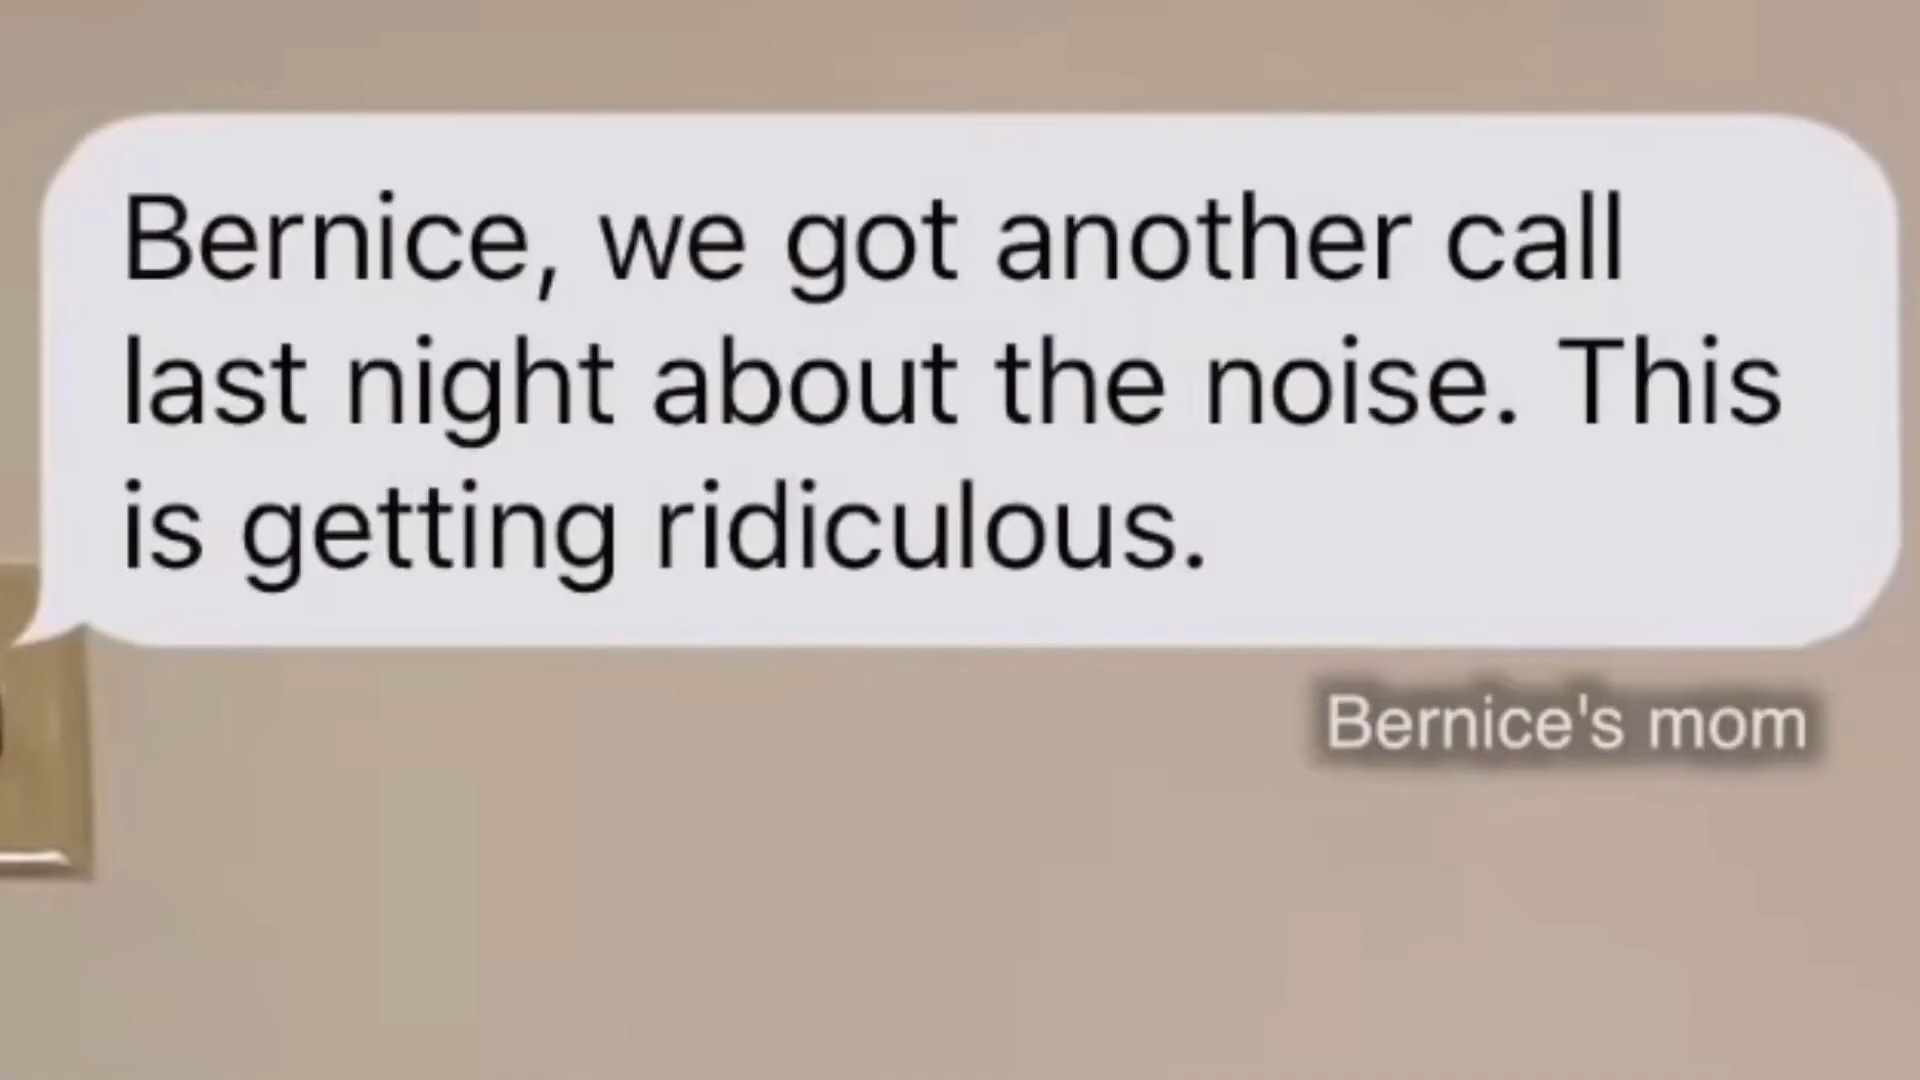 Bernice, we got another call
last night about the noise. This
is getting ridiculous.
Bernice's mom